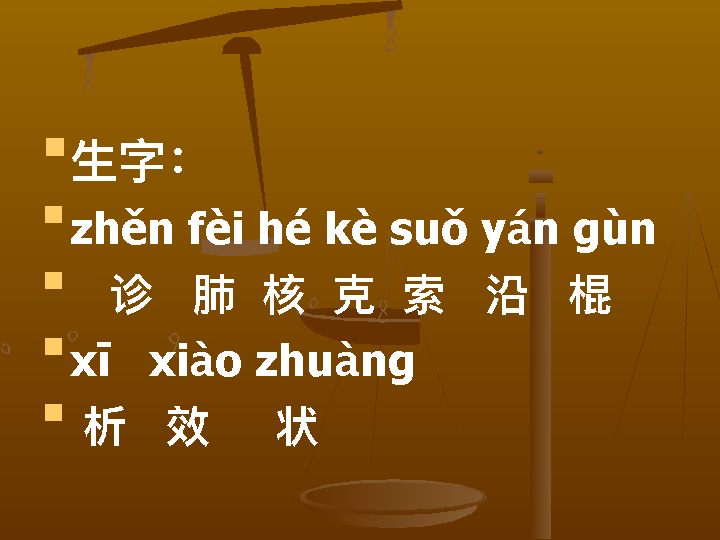 生字：
zhěn fèi hé kè suǒ yán gùn
诊 肺 核 克 索 沿 棍
xī xiào zhuàng
析 效 状